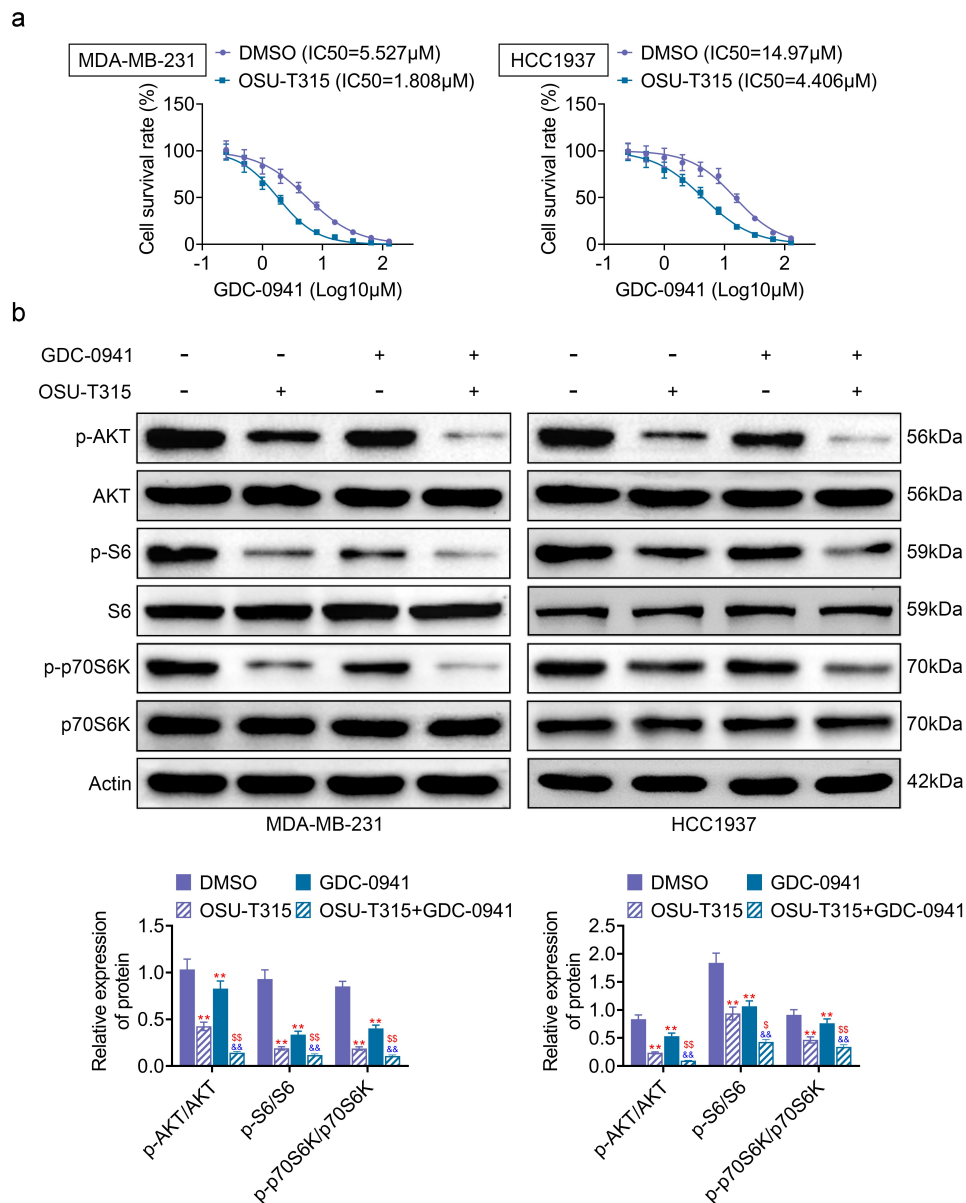 a
MDA-MB-231
DMSO (IC50=5.527μM)
OSU-T315 (IC50=1.808μM)
Cell survival rate (%)
150
100
50
0
-1 0 1 2
GDC-0941 (Log10μM)
HCC1937
DMSO (IC50=14.97μM)
OSU-T315 (IC50=4.406μM)
Cell survival rate (%)
150
100
50
0
-1 0 1 2
GDC-0941 (Log10μM)
b
GDC-0941 - - + + - - + +
OSU-T315 - + - + - + - +
p-AKT 56kDa
AKT 56kDa
p-S6 59kDa
S6 59kDa
p-p70S6K 70kDa
p70S6K 70kDa
Actin 42kDa
MDA-MB-231 HCC1937
DMSO GDC-0941
OSU-T315 OSU-T315+GDC-0941
Relative expression
of protein
1.5
1.0
0.5
0.0
** ** $$ &&
** ** $$ &&
** ** $$ &&
p-AKT/AKT
p-S6/S6
p-p70S6K/p70S6K
DMSO GDC-0941
OSU-T315 OSU-T315+GDC-0941
Relative expression
of protein
2.5
2.0
1.5
1.0
0.5
0.0
** ** $$ &&
** ** $ &&
** ** $$ &&
p-AKT/AKT
p-S6/S6
p-p70S6K/p70S6K